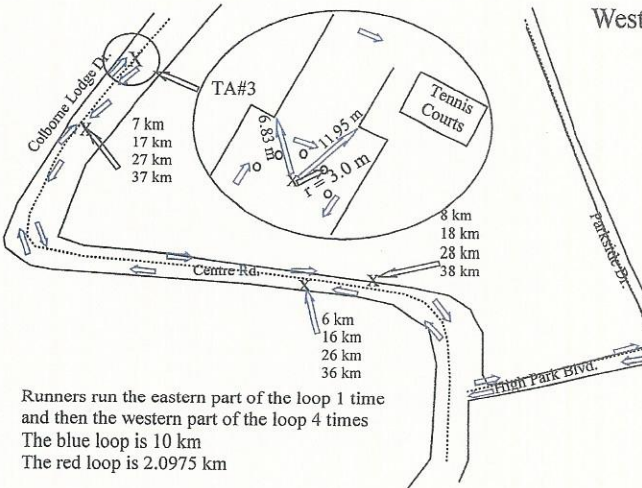 West
Colborne Lodge Dr.
X
TA#3
Tennis
Courts
6.83 m
11.95 m
r = 3.0 m
X
X
7 km
17 km
27 km
37 km
8 km
18 km
28 km
38 km
Parkside Dr.
Centre Rd.
X
X
6 km
16 km
26 km
36 km
High Park Blvd.
Runners run the eastern part of the loop 1 time
and then the western part of the loop 4 times
The blue loop is 10 km
The red loop is 2.0975 km